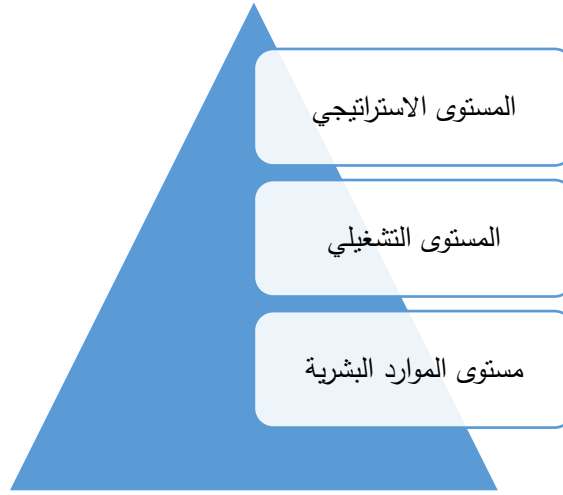 المستوى الاستراتيجي
المستوى التشغيلي
مستوى الموارد البشرية